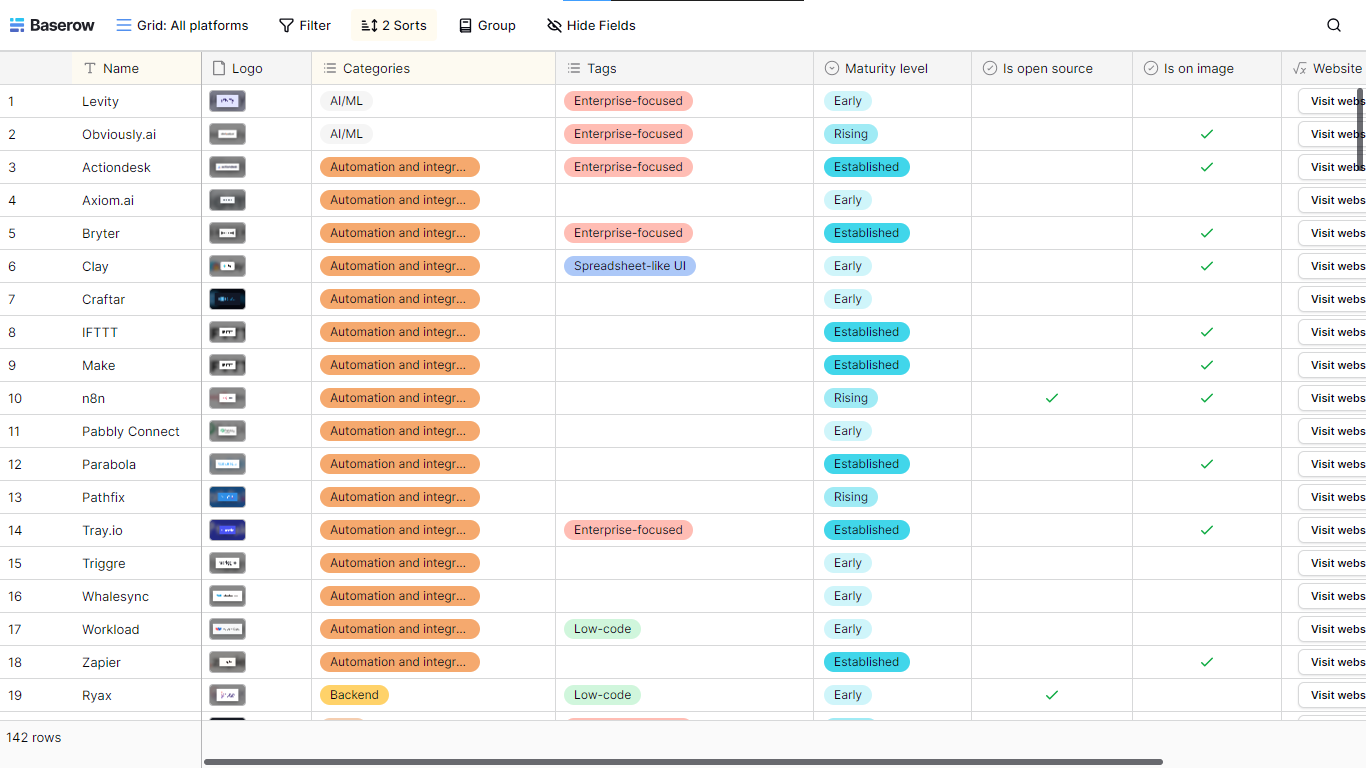 Baserow Grid: All platforms Filter 2 Sorts Group Hide Fields
Name Logo Categories Tags Maturity level Is open source Is on image Website
1 Levity AI/ML Enterprise-focused Early Visit webs
2 Obviously.ai AI/ML Enterprise-focused Rising Visit webs
3 Actiondesk Automation and integr... Enterprise-focused Established Visit webs
4 Axiom.ai Automation and integr... Early Visit webs
5 Bryter Automation and integr... Enterprise-focused Established Visit webs
6 Clay Automation and integr... Spreadsheet-like UI Early Visit webs
7 Craftar Automation and integr... Early Visit webs
8 IFTTT Automation and integr... Established Visit webs
9 Make Automation and integr... Established Visit webs
10 n8n Automation and integr... Rising Visit webs
11 Pabbly Connect Automation and integr... Early Visit webs
12 Parabola Automation and integr... Established Visit webs
13 Pathfix Automation and integr... Rising Visit webs
14 Tray.io Automation and integr... Enterprise-focused Established Visit webs
15 Triggre Automation and integr... Early Visit webs
16 Whalesync Automation and integr... Early Visit webs
17 Workload Automation and integr... Low-code Early Visit webs
18 Zapier Automation and integr... Established Visit webs
19 Ryax Backend Low-code Early Visit webs
142 rows